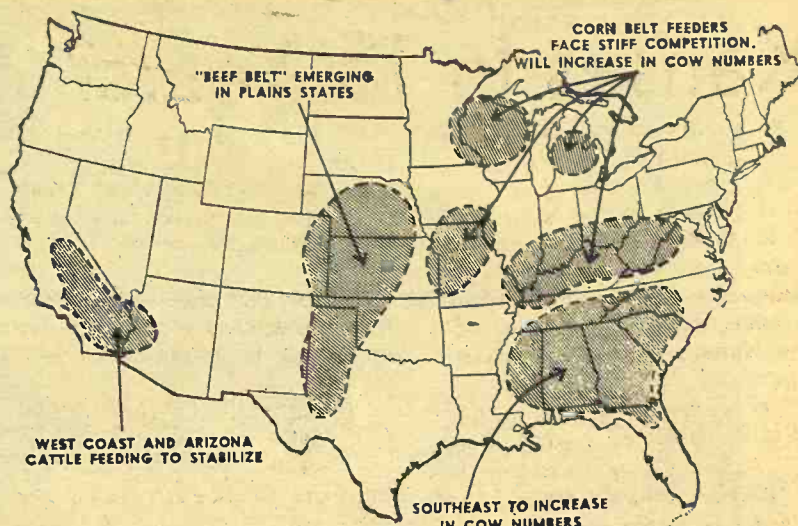 CORN BELT FEEDERS
FACE STIFF COMPETITION.
WILL INCREASE IN COW NUMBERS
"BEEF BELT" EMERGING
IN PLAINS STATES
WEST COAST AND ARIZONA
CATTLE FEEDING TO STABILIZE
SOUTHEAST TO INCREASE
IN COW NUMBERS